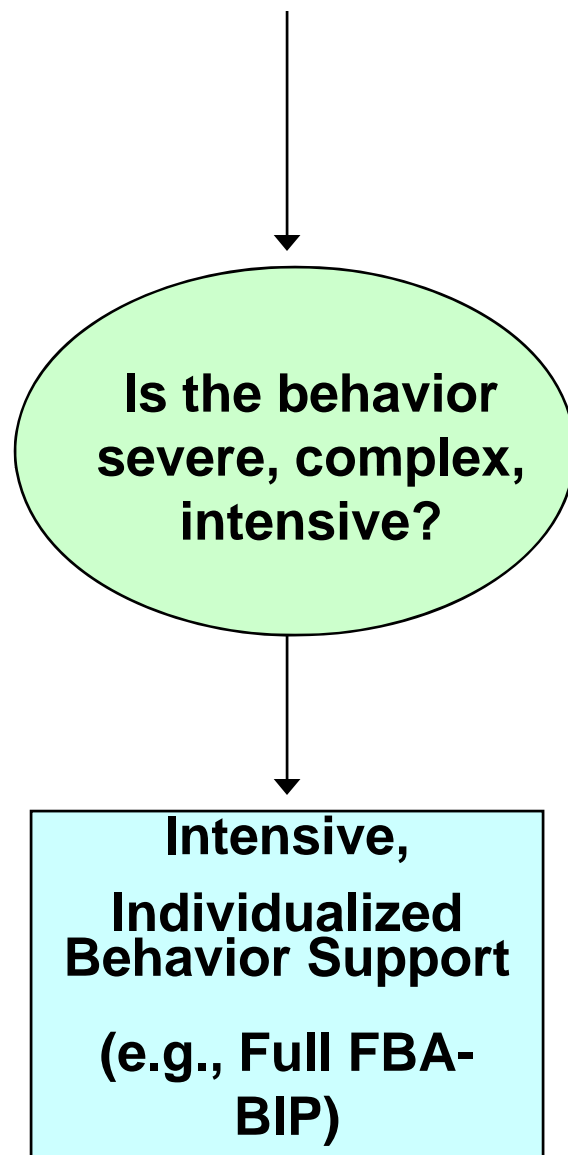 Is the behavior
severe, complex,
intensive?
Intensive,
Individualized
Behavior Support
(e.g., Full FBA-
BIP)